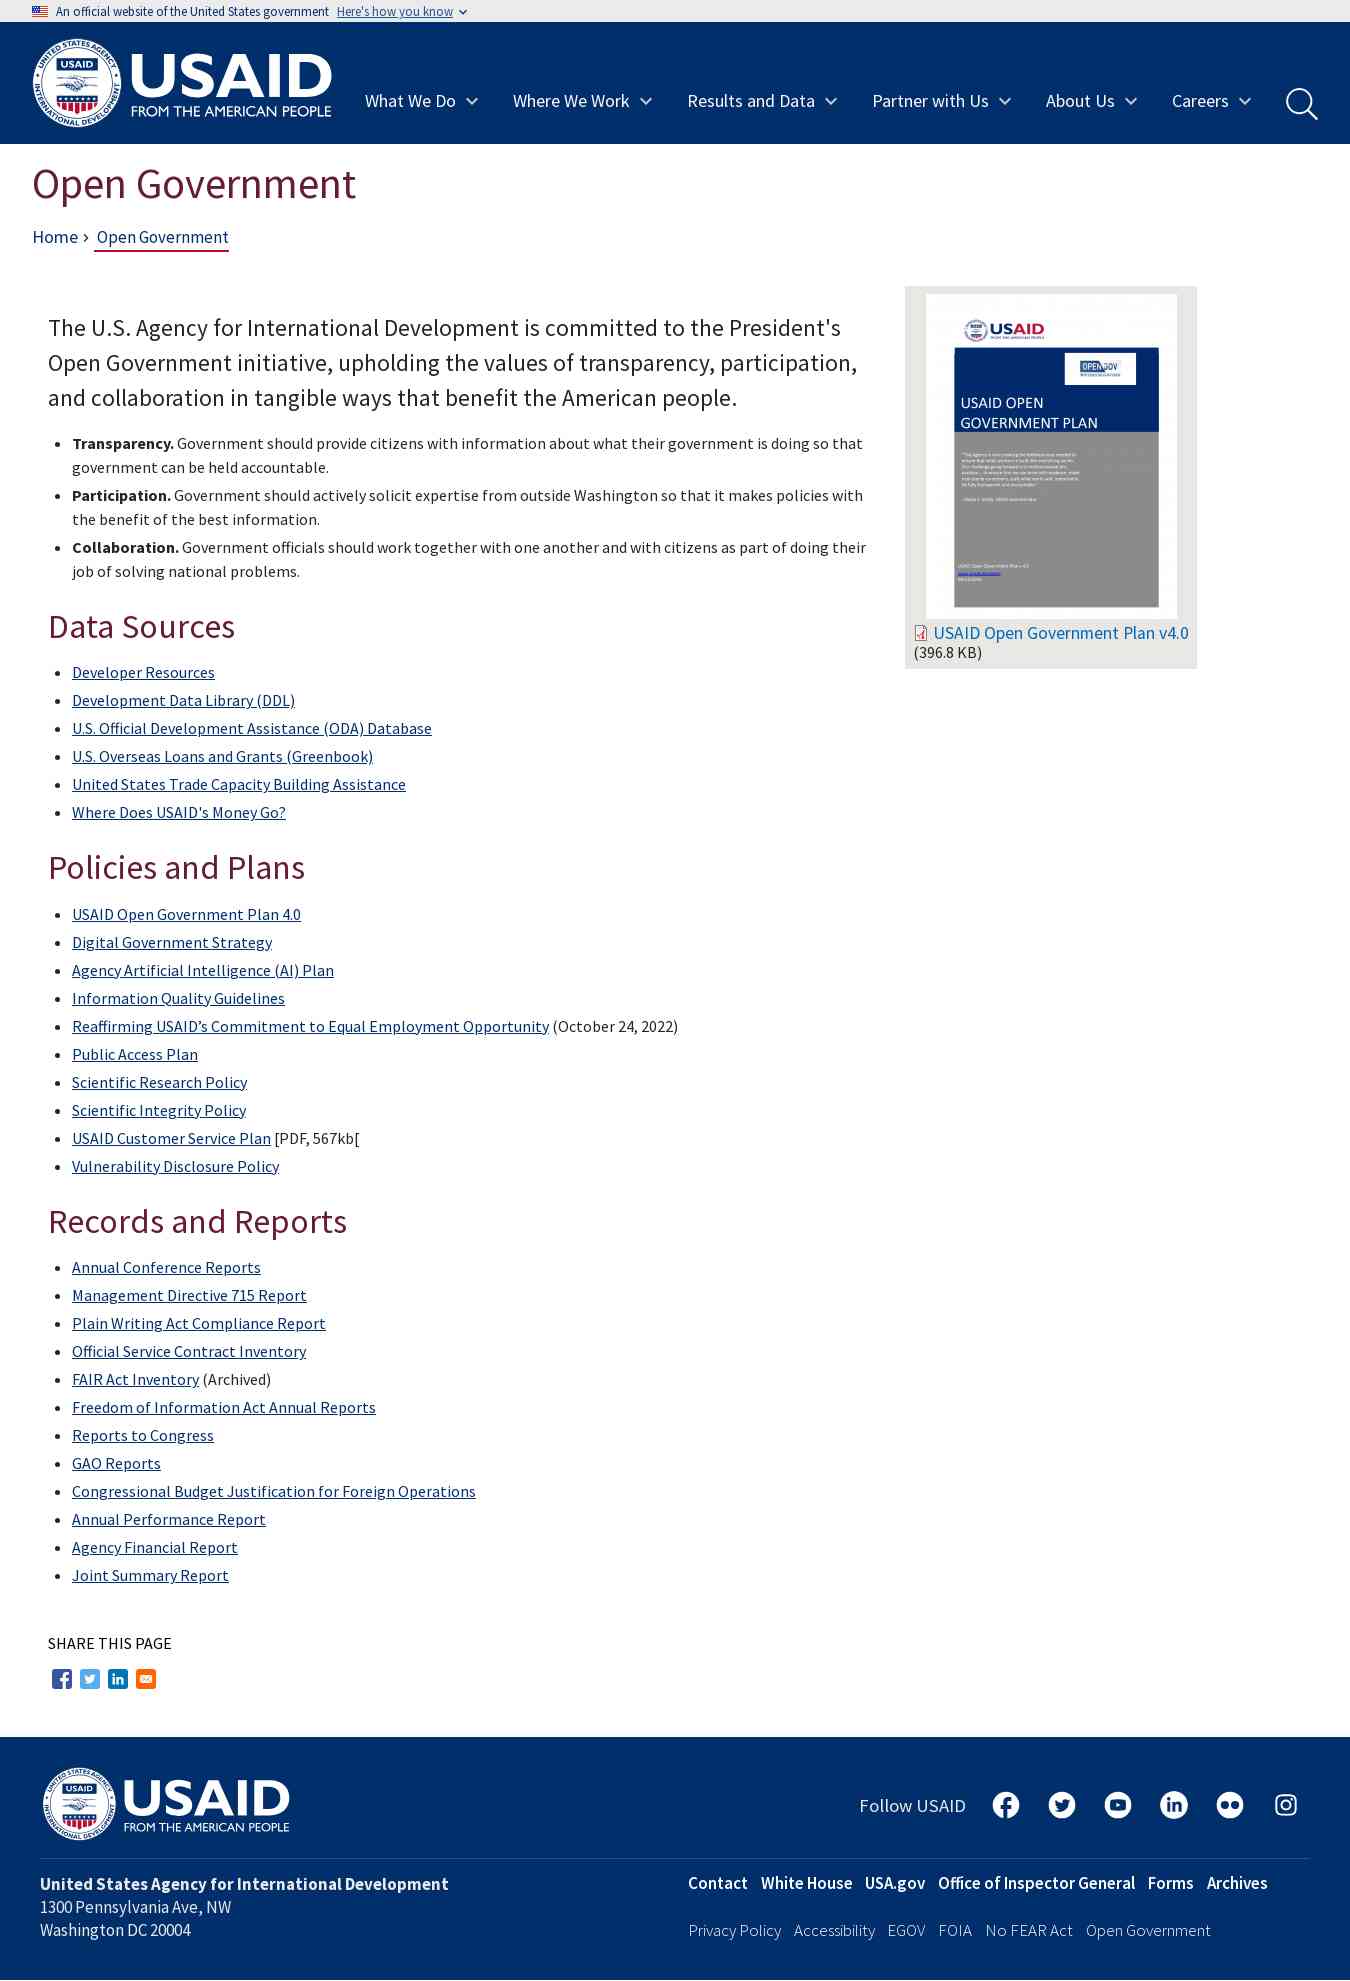 An official website of the United States government Here's how you know
USAID
USAID
FROM THE AMERICAN PEOPLE
What We Do
Where We Work
Results and Data
Partner with Us
About Us
Careers
Open Government
Home › Open Government
The U.S. Agency for International Development is committed to the President's
Open Government initiative, upholding the values of transparency, participation,
and collaboration in tangible ways that benefit the American people.
• Transparency. Government should provide citizens with information about what their government is doing so that
government can be held accountable.
• Participation. Government should actively solicit expertise from outside Washington so that it makes policies with
the benefit of the best information.
• Collaboration. Government officials should work together with one another and with citizens as part of doing their
job of solving national problems.
USAID
USAID OPEN
GOVERNMENT PLAN
USAID Open Government Plan v4.0
(396.8 KB)
Data Sources
• Developer Resources
• Development Data Library (DDL)
• U.S. Official Development Assistance (ODA) Database
• U.S. Overseas Loans and Grants (Greenbook)
• United States Trade Capacity Building Assistance
• Where Does USAID's Money Go?
Policies and Plans
• USAID Open Government Plan 4.0
• Digital Government Strategy
• Agency Artificial Intelligence (AI) Plan
• Information Quality Guidelines
• Reaffirming USAID’s Commitment to Equal Employment Opportunity (October 24, 2022)
• Public Access Plan
• Scientific Research Policy
• Scientific Integrity Policy
• USAID Customer Service Plan [PDF, 567kb[
• Vulnerability Disclosure Policy
Records and Reports
• Annual Conference Reports
• Management Directive 715 Report
• Plain Writing Act Compliance Report
• Official Service Contract Inventory
• FAIR Act Inventory (Archived)
• Freedom of Information Act Annual Reports
• Reports to Congress
• GAO Reports
• Congressional Budget Justification for Foreign Operations
• Annual Performance Report
• Agency Financial Report
• Joint Summary Report
SHARE THIS PAGE
USAID
USAID
FROM THE AMERICAN PEOPLE
Follow USAID
United States Agency for International Development
1300 Pennsylvania Ave, NW
Washington DC 20004
Contact White House USA.gov Office of Inspector General Forms Archives
Privacy Policy Accessibility EGOV FOIA No FEAR Act Open Government